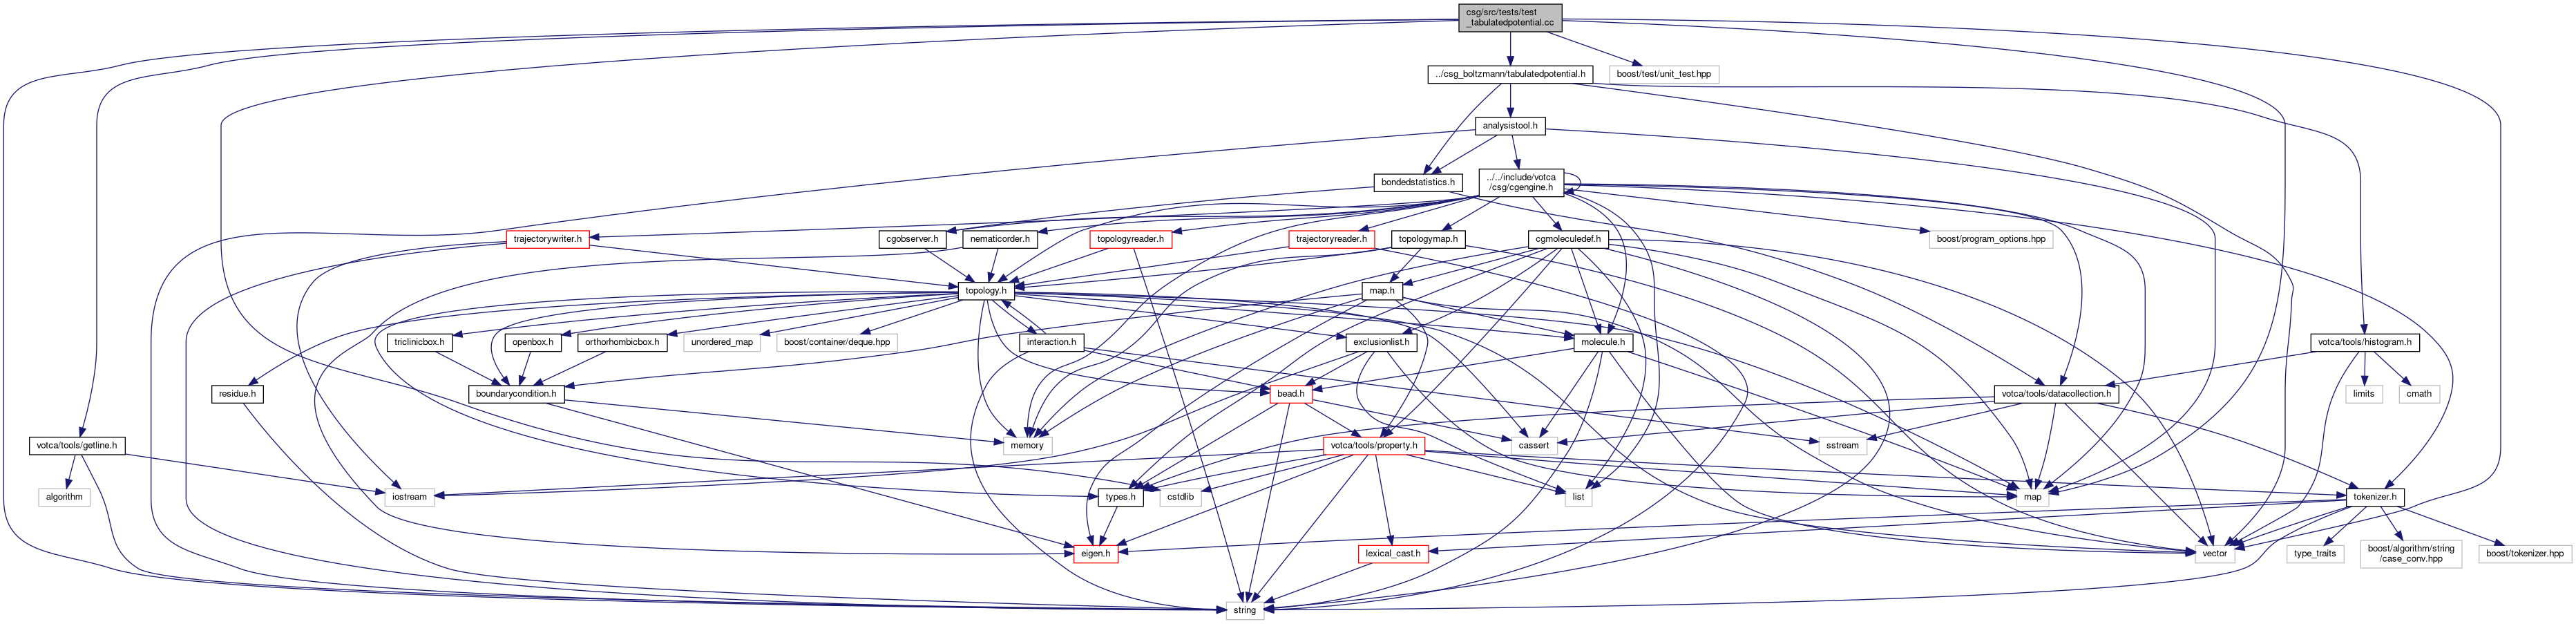 csg/src/tests/test
_tabulatedpotential.cc
../csg_boltzmann/tabulatedpotential.h
boost/test/unit_test.hpp
analysistool.h
bondedstatistics.h
../../include/votca
/csg/cgengine.h
trajectorywriter.h
cgobserver.h
nematicorder.h
topologyreader.h
trajectoryreader.h
topologymap.h
cgmoleculedef.h
boost/program_options.hpp
topology.h
map.h
triclinicbox.h
openbox.h
orthorhombicbox.h
unordered_map
boost/container/deque.hpp
interaction.h
exclusionlist.h
molecule.h
votca/tools/histogram.h
residue.h
boundarycondition.h
bead.h
votca/tools/datacollection.h
limits
cmath
votca/tools/getline.h
memory
votca/tools/property.h
cassert
sstream
algorithm
iostream
types.h
cstdlib
list
map
tokenizer.h
eigen.h
lexical_cast.h
vector
type_traits
boost/algorithm/string
/case_conv.hpp
boost/tokenizer.hpp
string